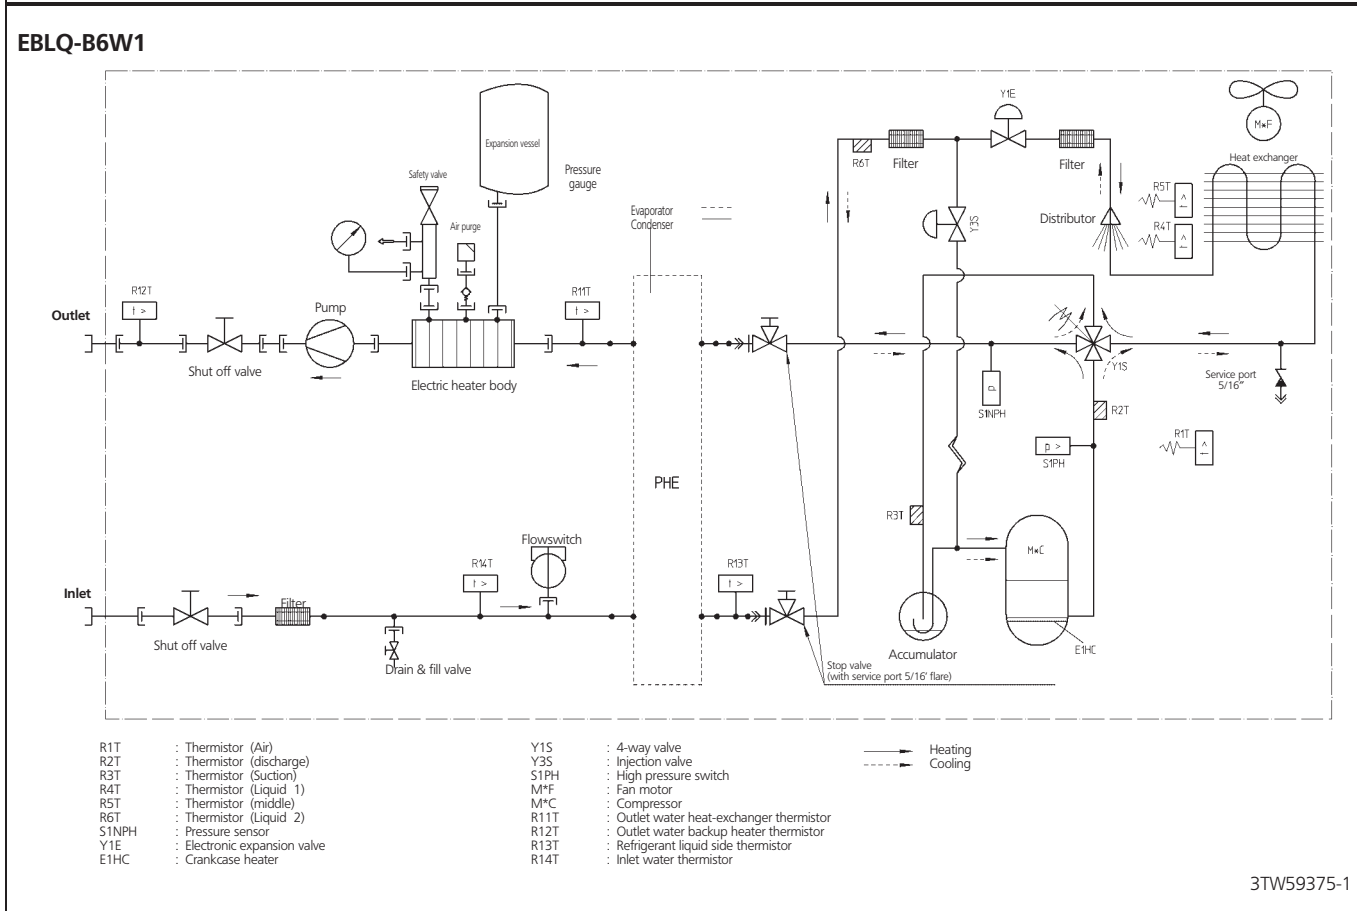 EBLQ-B6W1
Y1E
M*F
Expansion vessel
R6T
Filter
Filter
Heat exchanger
Pressure
gauge
Safety valve
R5T
Evaporator
Condenser
Distributor
Air purge
Y3S
R4T
R12T
R11T
Outlet
Pump
t >
t >
Shut off valve
Electric heater body
Y1S
Service port
5/16"
p
S1NPH
R2T
R1T
p >
S1PH
PHE
R3T
Flowswitch
M*C
R14T
R13T
t >
t >
Inlet
Filter
Shut off valve
Drain & fill valve
Accumulator
E1HC
Stop valve
(with service port 5/16' flare)
R1T : Thermistor (Air)
R2T : Thermistor (discharge)
R3T : Thermistor (Suction)
R4T : Thermistor (Liquid 1)
R5T : Thermistor (middle)
R6T : Thermistor (Liquid 2)
S1NPH : Pressure sensor
Y1E : Electronic expansion valve
E1HC : Crankcase heater
Y1S : 4-way valve
Y3S : Injection valve
S1PH : High pressure switch
M*F : Fan motor
M*C : Compressor
R11T : Outlet water heat-exchanger thermistor
R12T : Outlet water backup heater thermistor
R13T : Refrigerant liquid side thermistor
R14T : Inlet water thermistor
Heating
Cooling
3TW59375-1